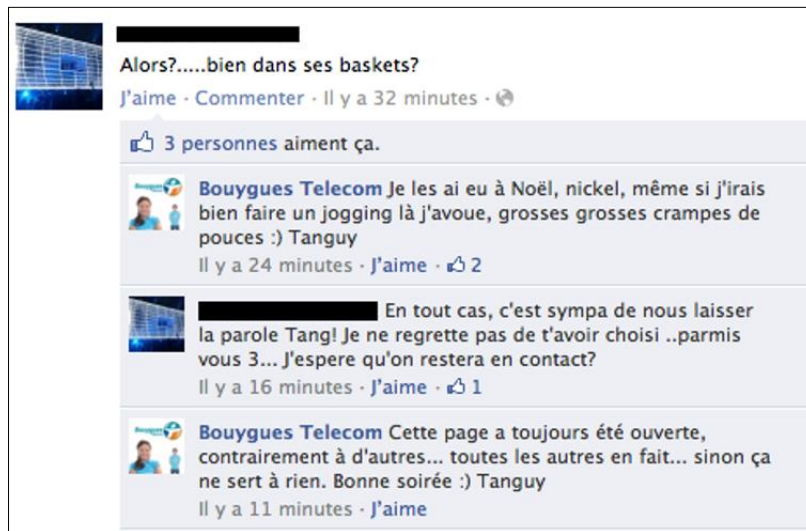 Alors?.....bien dans ses baskets?
J'aime · Commenter · Il y a 32 minutes ·
3 personnes aiment ça.
Bouygues Telecom Je les ai eu à Noël, nickel, même si j'irais
bien faire un jogging là j'avoue, grosses grosses crampes de
pouces :) Tanguy
Il y a 24 minutes · J'aime · 2
En tout cas, c'est sympa de nous laisser
la parole Tang! Je ne regrette pas de t'avoir choisi ..parmis
vous 3... J'espere qu'on restera en contact?
Il y a 16 minutes · J'aime · 1
Bouygues Telecom Cette page a toujours été ouverte,
contrairement à d'autres... toutes les autres en fait... sinon ça
ne sert à rien. Bonne soirée :) Tanguy
Il y a 11 minutes · J'aime